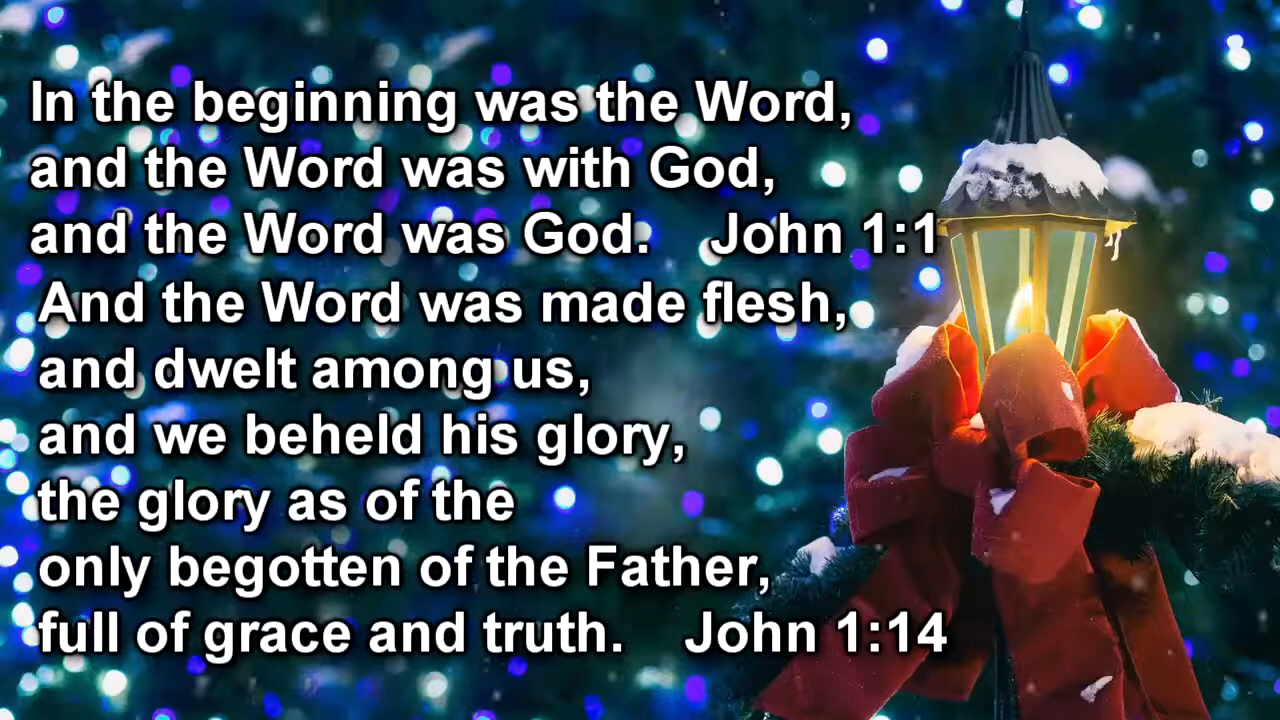 In the beginning was the Word,
and the Word was with God,
and the Word was God. John 1:1
And the Word was made flesh,
and dwelt among us,
and we beheld his glory,
the glory as of the
only begotten of the Father,
full of grace and truth. John 1:14